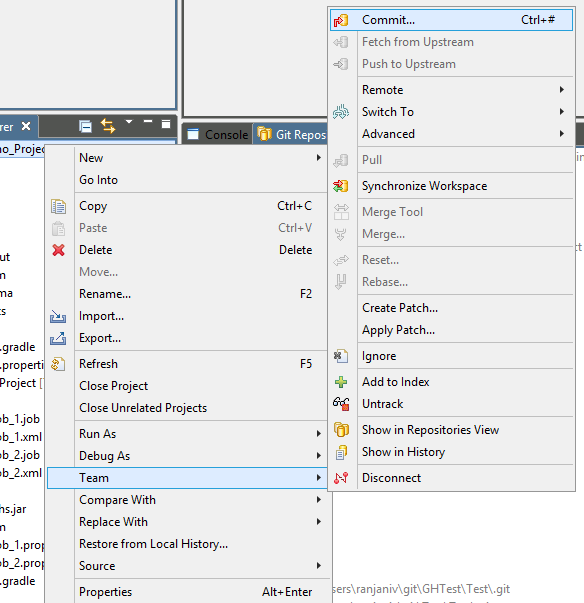 Commit... Ctrl+#
Fetch from Upstream
Push to Upstream
Remote
Switch To
Advanced
Pull
Synchronize Workspace
Merge Tool
Merge...
Reset...
Rebase...
Create Patch...
Apply Patch...
Ignore
Add to Index
Untrack
Show in Repositories View
Show in History
Disconnect
rer
Console
Git Repos
no_Projec
New
Go Into
Copy Ctrl+C
Paste Ctrl+V
Delete Delete
Move...
Rename... F2
Import...
Export...
Refresh F5
Close Project
Close Unrelated Projects
Run As
Debug As
Team
Compare With
Replace With
Restore from Local History...
Source
Properties Alt+Enter
ut
m
ma
ts
.gradle
.properti
Project [
ob_1.job
ob_1.xml
ob_2.job
ob_2.xml
hs.jar
m
ob_1.prop
ob_2.prop
.gradle
sers\ranjaniv\git\GHTest\Test\.git